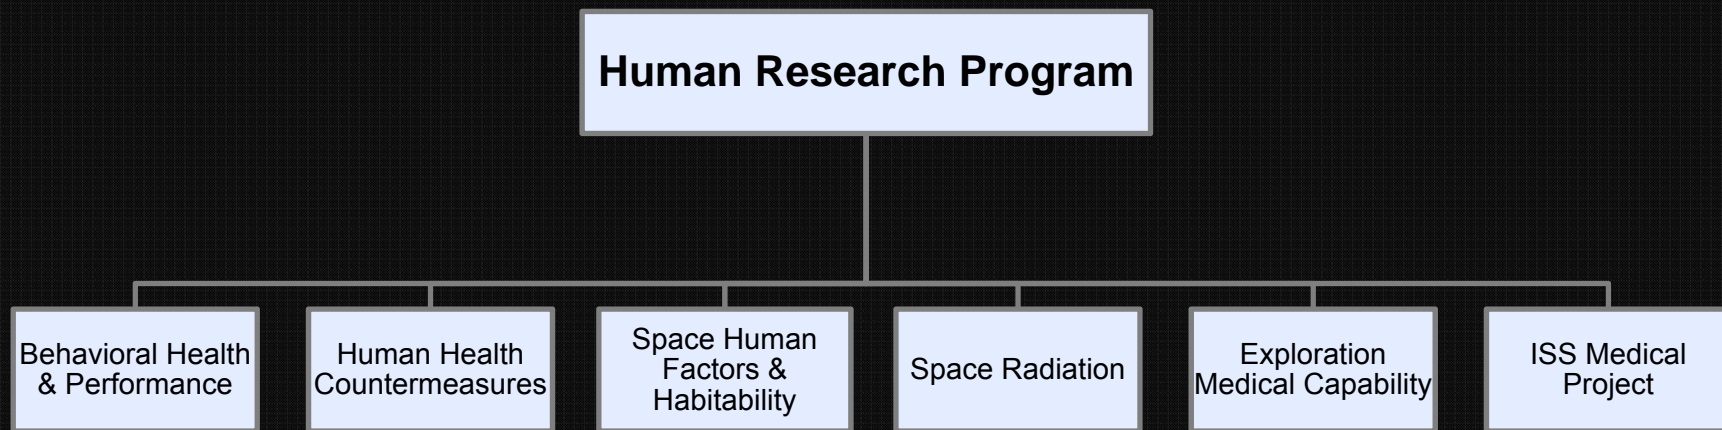 Human Research Program
Behavioral Health
& Performance
Human Health
Countermeasures
Space Human
Factors &
Habitability
Space Radiation
Exploration
Medical Capability
ISS Medical
Project